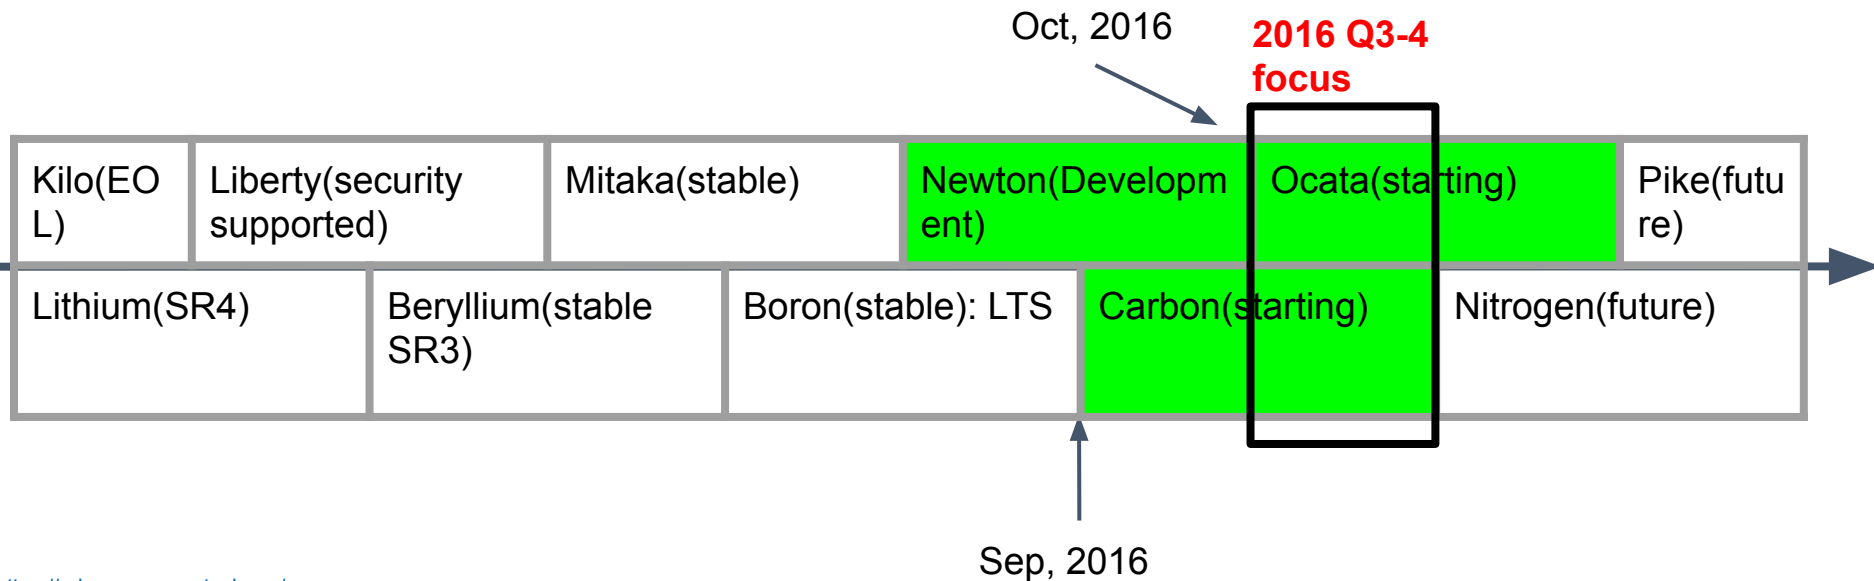 Oct, 2016
2016 Q3-4
focus
Kilo(EO
L)
Liberty(security
supported)
Mitaka(stable)
Newton(Developm
ent)
Ocata(starting)
Pike(futu
re)
Lithium(SR4)
Beryllium(stable
SR3)
Boron(stable): LTS
Carbon(starting)
Nitrogen(future)
Sep, 2016